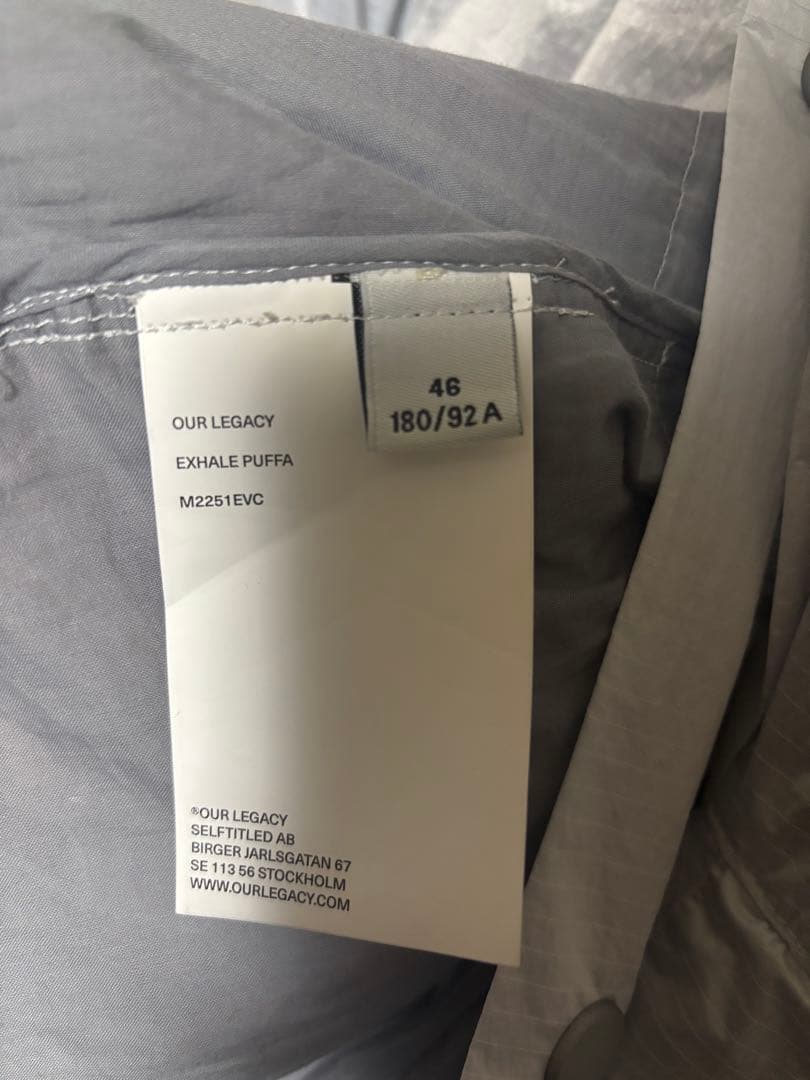 46
180/92 A
OUR LEGACY
EXHALE PUFFA
M2251EVC
®OUR LEGACY
SELFTITLED AB
BIRGER JARLSGATAN 67
SE 113 56 STOCKHOLM
WWW.OURLEGACY.COM